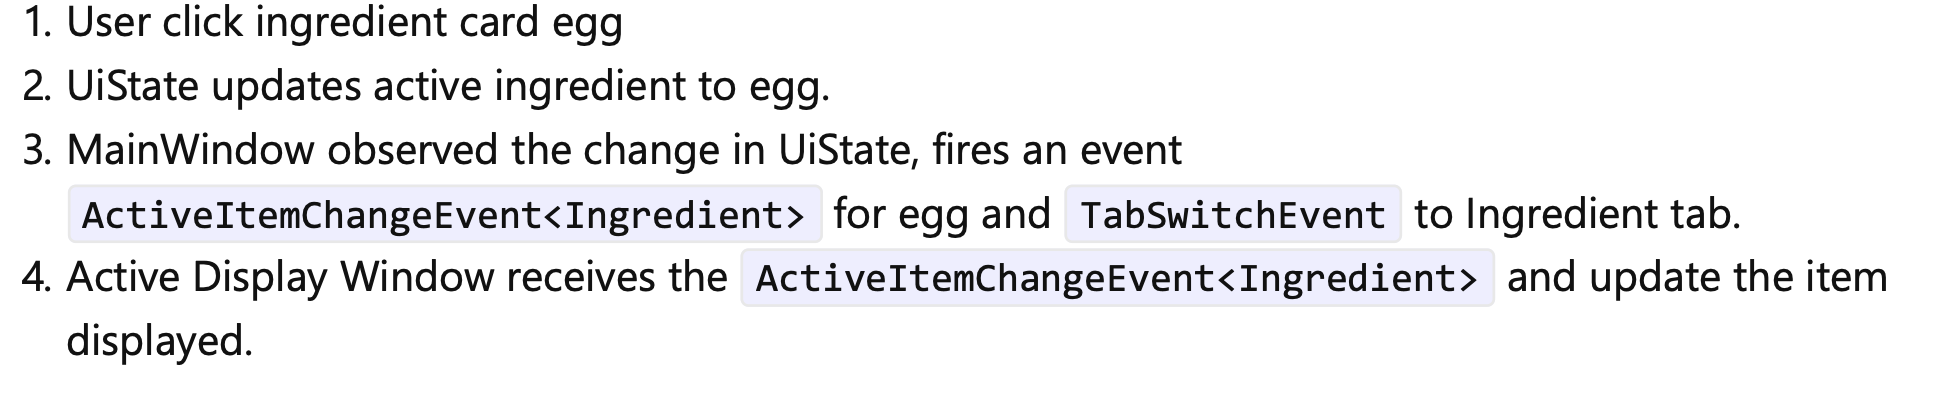 1. User click ingredient card egg
2. UiState updates active ingredient to egg.
3. MainWindow observed the change in UiState, fires an event
ActiveItemChangeEvent<Ingredient> for egg and TabSwitchEvent to Ingredient tab.
4. Active Display Window receives the ActiveItemChangeEvent<Ingredient> and update the item
displayed.